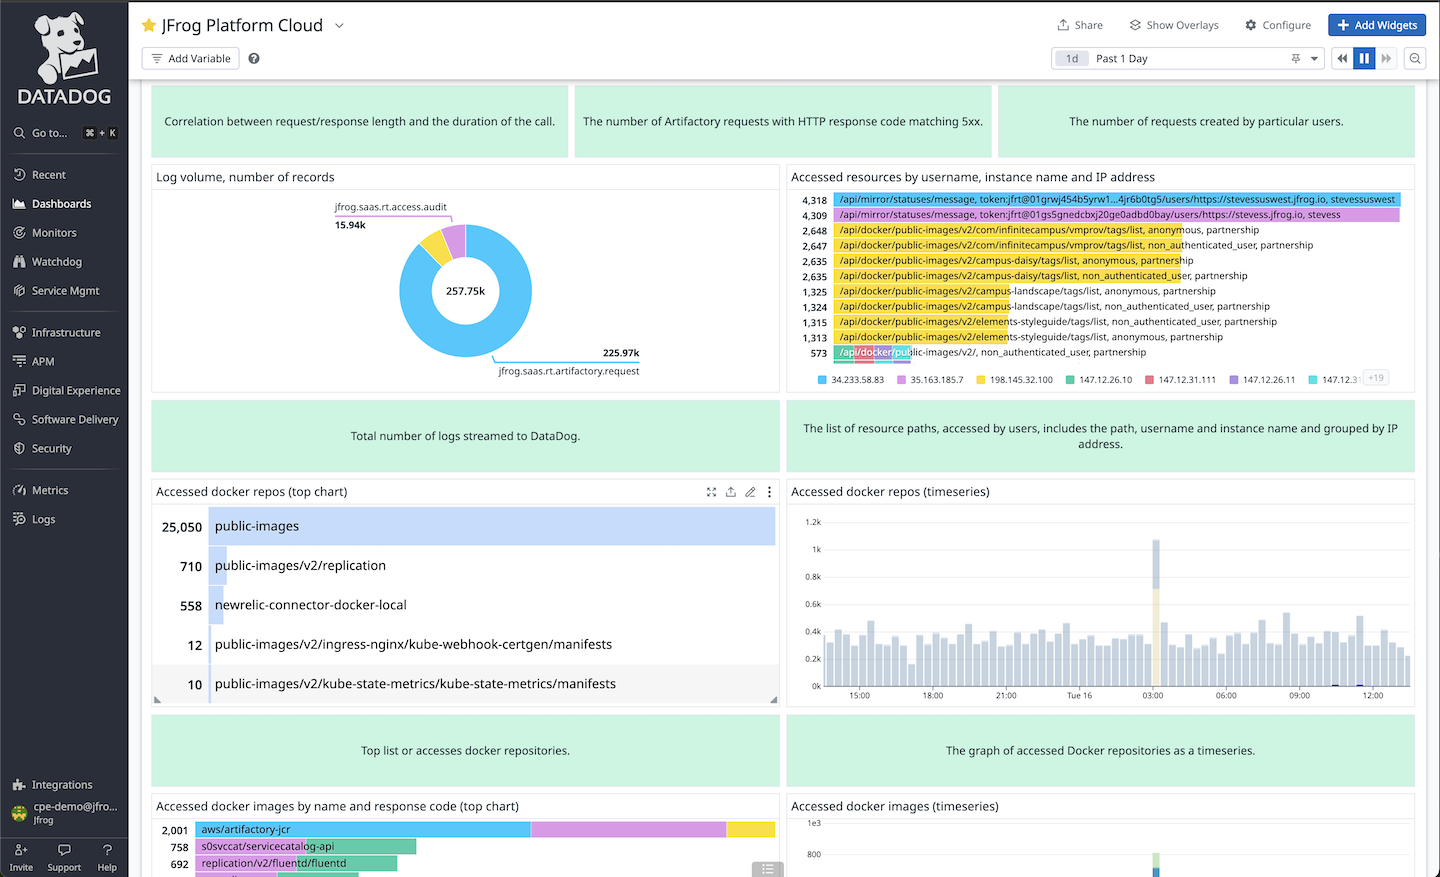 DATADOG
Go to...
⌘ + K
Recent
Dashboards
Monitors
Watchdog
Service Mgmt
Infrastructure
APM
Digital Experience
Software Delivery
Security
Metrics
Logs
Integrations
cpe-demo@jfro...
Jfrog
Invite
Support
Help
JFrog Platform Cloud
Share
Show Overlays
Configure
+ Add Widgets
Add Variable
?
1d
Past 1 Day
Correlation between request/response length and the duration of the call.
The number of Artifactory requests with HTTP response code matching 5xx.
The number of requests created by particular users.
Log volume, number of records
jfrog.saas.rt.access.audit
15.94k
257.75k
225.97k
jfrog.saas.rt.artifactory.request
Accessed resources by username, instance name and IP address
4,318 /api/mirror/statuses/message, token:jfrt@01grwj454b5yrw1...4jr6b0tg5/users/https://stevessuswest.jfrog.io, stevessuswest
4,309 /api/mirror/statuses/message, token:jfrt@01gs5gnedcbxj20ge0adbd0bay/users/https://stevess.jfrog.io, stevess
2,648 /api/docker/public-images/v2/com/infinitecampus/vmprov/tags/list, anonymous, partnership
2,647 /api/docker/public-images/v2/com/infinitecampus/vmprov/tags/list, non_authenticated_user, partnership
2,635 /api/docker/public-images/v2/campus-daisy/tags/list, anonymous, partnership
2,635 /api/docker/public-images/v2/campus-daisy/tags/list, non_authenticated_user, partnership
1,325 /api/docker/public-images/v2/campus-landscape/tags/list, anonymous, partnership
1,324 /api/docker/public-images/v2/campus-landscape/tags/list, non_authenticated_user, partnership
1,315 /api/docker/public-images/v2/elements-styleguide/tags/list, non_authenticated_user, partnership
1,313 /api/docker/public-images/v2/elements-styleguide/tags/list, anonymous, partnership
573 /api/docker/public-images/v2/, non_authenticated_user, partnership
34.233.58.83 35.163.185.7 198.145.32.100 147.12.26.10 147.12.31.111 147.12.26.11 147.12.31 +19
Total number of logs streamed to DataDog.
The list of resource paths, accessed by users, includes the path, username and instance name and grouped by IP
address.
Accessed docker repos (top chart)
25,050 public-images
710 public-images/v2/replication
558 newrelic-connector-docker-local
12 public-images/v2/ingress-nginx/kube-webhook-certgen/manifests
10 public-images/v2/kube-state-metrics/kube-state-metrics/manifests
Accessed docker repos (timeseries)
1.2k
1k
0.8k
0.6k
0.4k
0.2k
0k
15:00 18:00 21:00 Tue 16 03:00 06:00 09:00 12:00
Top list or accesses docker repositories.
The graph of accessed Docker repositories as a timeseries.
Accessed docker images by name and response code (top chart)
2,001 aws/artifactory-jcr
758 s0svccat/servicecatalog-api
692 replication/v2/fluentd/fluentd
Accessed docker images (timeseries)
1e3
800